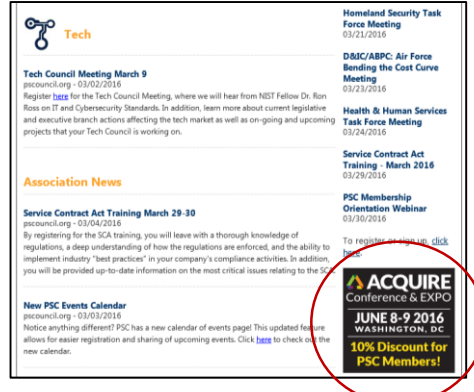 Tech
Tech Council Meeting March 9
pscouncil.org - 03/02/2016
Register here for the Tech Council Meeting, where we will hear from NIST Fellow Dr. Ron
Ross on IT and Cybersecurity Standards. In addition, learn more about current legislative
and executive branch actions affecting the tech market as well as on-going and upcoming
projects that your Tech Council is working on.
Association News
Service Contract Act Training March 29-30
pscouncil.org - 03/04/2016
By registering for the SCA training, you will leave with a thorough knowledge of
regulations, a deep understanding of how the regulations are enforced, and the ability to
implement industry "best practices" in your company's compliance activities. In addition,
you will be provided up-to-date information on the most critical issues relating to the SCA
New PSC Events Calendar
pscouncil.org - 03/03/2016
Notice anything different? PSC has a new calendar of events page! This updated feature
allows for easier registration and sharing of upcoming events. Click here to check out the
new calendar.
Homeland Security Task
Force Meeting
03/21/2016
D&IC/ABPC: Air Force
Bending the Cost Curve
Meeting
03/23/2016
Health & Human Services
Task Force Meeting
03/24/2016
Service Contract Act
Training - March 2016
03/29/2016
PSC Membership
Orientation Webinar
03/30/2016
To register or sign up, click
here.
ACQUIRE
Conference & EXPO
JUNE 8-9 2016
WASHINGTON, DC
10% Discount for
PSC Members!